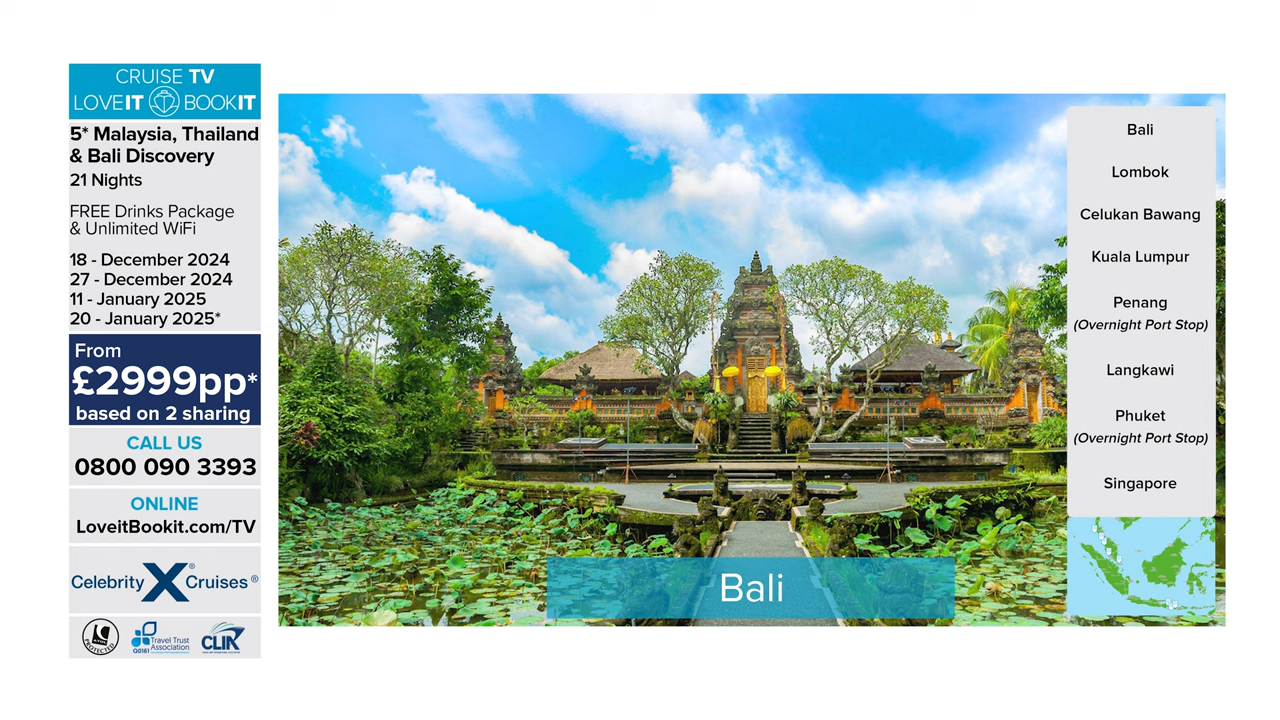 CRUISE TV
LOVEIT BOOKIT
5* Malaysia, Thailand
& Bali Discovery
21 Nights
FREE Drinks Package
& Unlimited WiFi
18 - December 2024
27 - December 2024
11 - January 2025
20 - January 2025*
From
£2999pp*
based on 2 sharing
CALL US
0800 090 3393
ONLINE
LoveitBookit.com/TV
Celebrity X® Cruises®
PROTECTED
Travel Trust
Association
Q0161
CLIA
Bali
Lombok
Celukan Bawang
Kuala Lumpur
Penang
(Overnight Port Stop)
Langkawi
Phuket
(Overnight Port Stop)
Singapore
Bali